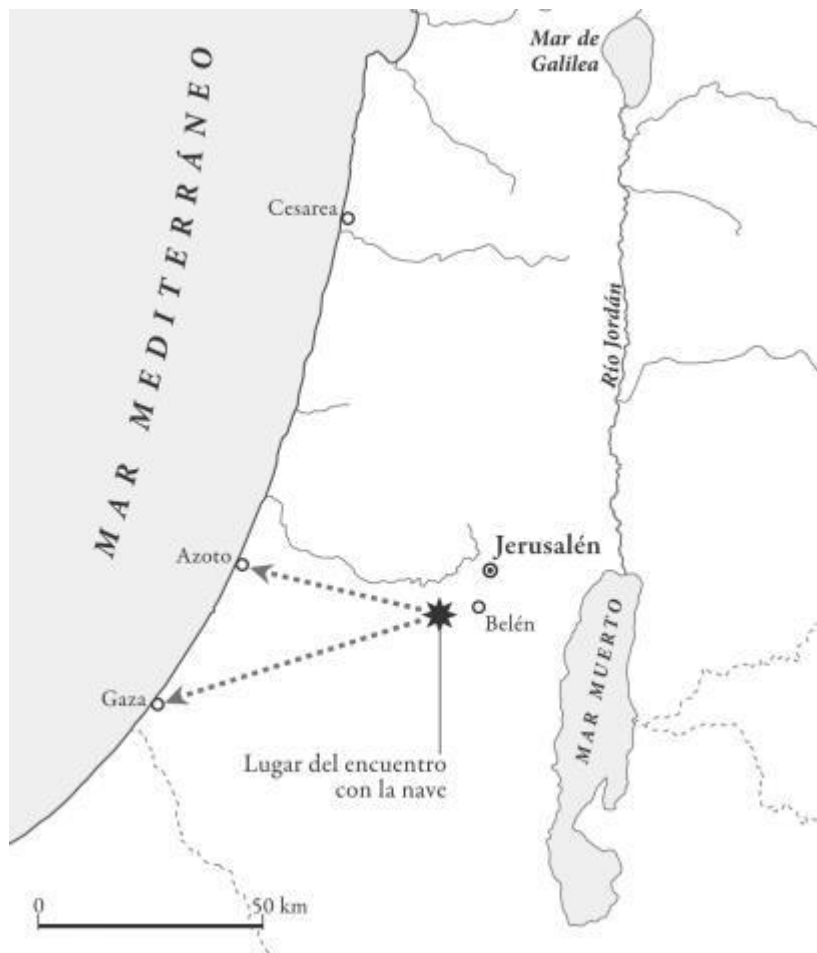 Mar de
Galilea
MAR MEDITERRÁNEO
Cesarea
Río Jordán
Jerusalén
Azoto
Belén
Gaza
MAR MUERTO
Lugar del encuentro
con la nave
0
50 km